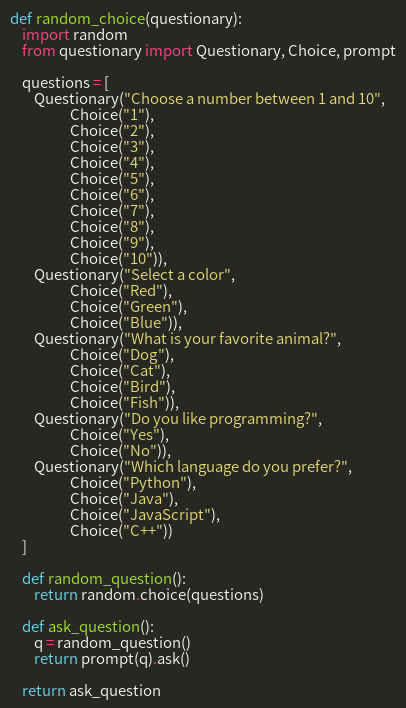 def random_choice(questionary):
    import random
    from questionary import Questionary, Choice, prompt

    questions = [
        Questionary("Choose a number between 1 and 10",
                    Choice("1"),
                    Choice("2"),
                    Choice("3"),
                    Choice("4"),
                    Choice("5"),
                    Choice("6"),
                    Choice("7"),
                    Choice("8"),
                    Choice("9"),
                    Choice("10")),
        Questionary("Select a color",
                    Choice("Red"),
                    Choice("Green"),
                    Choice("Blue")),
        Questionary("What is your favorite animal?",
                    Choice("Dog"),
                    Choice("Cat"),
                    Choice("Bird"),
                    Choice("Fish")),
        Questionary("Do you like programming?",
                    Choice("Yes"),
                    Choice("No")),
        Questionary("Which language do you prefer?",
                    Choice("Python"),
                    Choice("Java"),
                    Choice("JavaScript"),
                    Choice("C++"))
    ]

    def random_question():
        return random.choice(questions)

    def ask_question():
        q = random_question()
        return prompt(q).ask()

    return ask_question